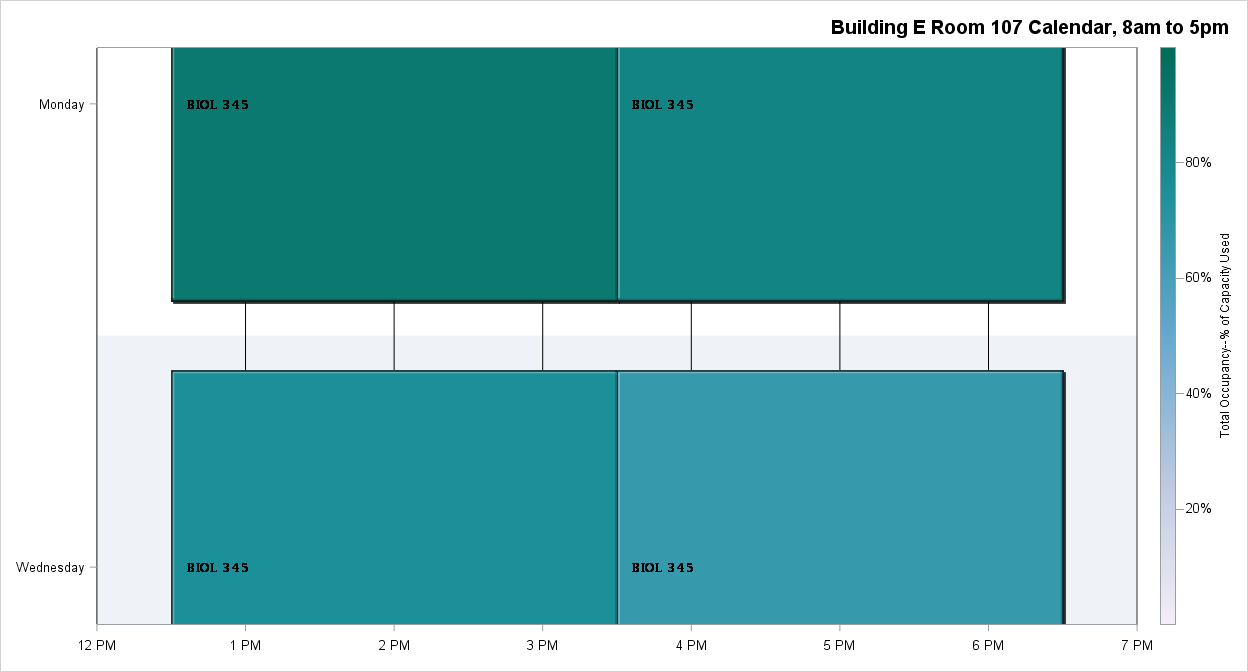 Building E Room 107 Calendar, 8am to 5pm
Monday
BIOL 345
BIOL 345
Wednesday
BIOL 345
BIOL 345
12 PM
1 PM
2 PM
3 PM
4 PM
5 PM
6 PM
7 PM
80%
60%
40%
20%
Total Occupancy--% of Capacity Used